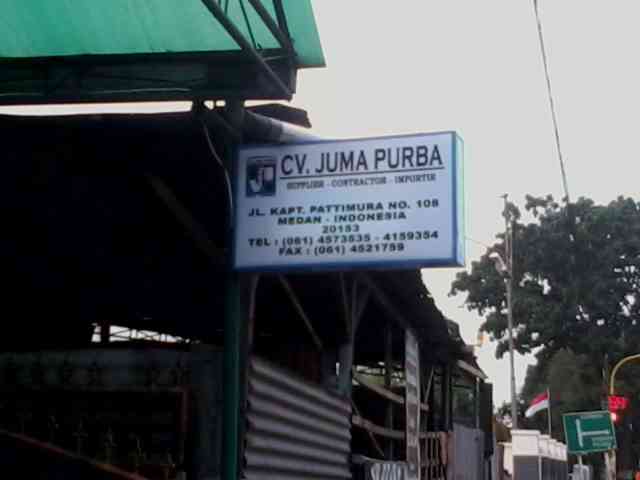 CV. JUMA PURBA
SUPPLIER - CONTRACTOR - IMPORTIR
JL. KAPT. PATTIMURA NO. 108
MEDAN - INDONESIA
20153
TEL : (061) 4573535 - 4159354
FAX : (061) 4521759